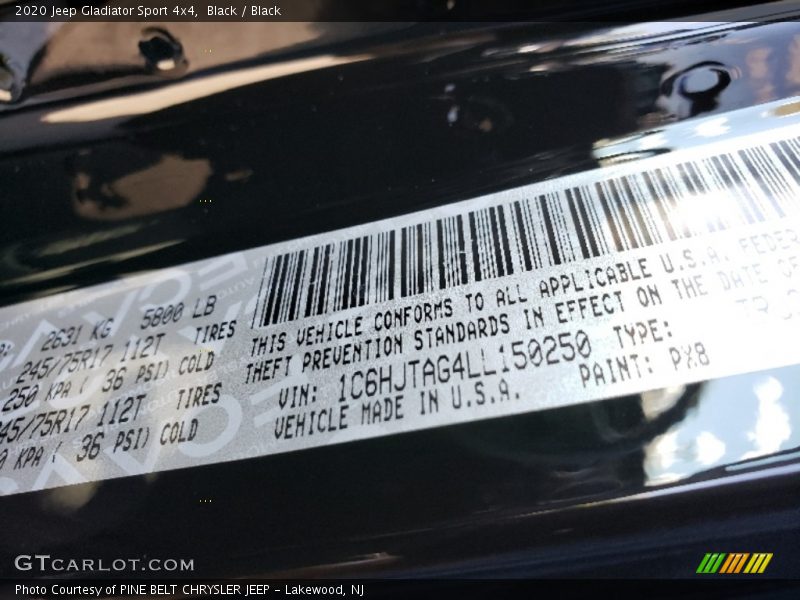 2020 Jeep Gladiator Sport 4x4,  Black / Black
2631 KG 5800 LB
245/75R17 112T TIRES
250 KPA ( 36 PSI) COLD
45/75R17 112T TIRES
0 KPA ( 36 PSI) COLD
THIS VEHICLE CONFORMS TO ALL APPLICABLE U.S.A. FEDER
THEFT PREVENTION STANDARDS IN EFFECT ON THE DATE OF
VIN: 1C6HJTAG4LL150250 TYPE:
VEHICLE MADE IN U.S.A. PAINT: PX8
GTCARLOT.COM
Photo Courtesy of PINE BELT CHRYSLER JEEP - Lakewood, NJ